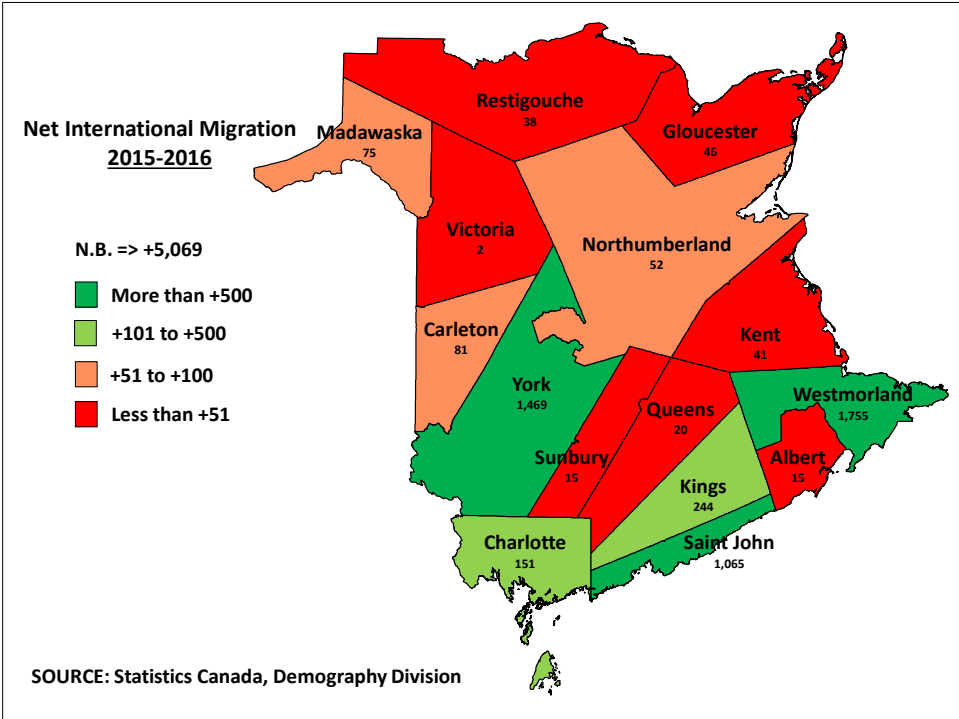 Net International Migration
2015-2016
N.B. => +5,069
More than +500
+101 to +500
+51 to +100
Less than +51
Restigouche
38
Madawaska
75
Gloucester
46
Victoria
2
Northumberland
52
Carleton
81
Kent
41
York
1,469
Westmorland
1,755
Queens
20
Sunbury
15
Albert
15
Kings
244
Charlotte
151
Saint John
1,065
SOURCE: Statistics Canada, Demography Division